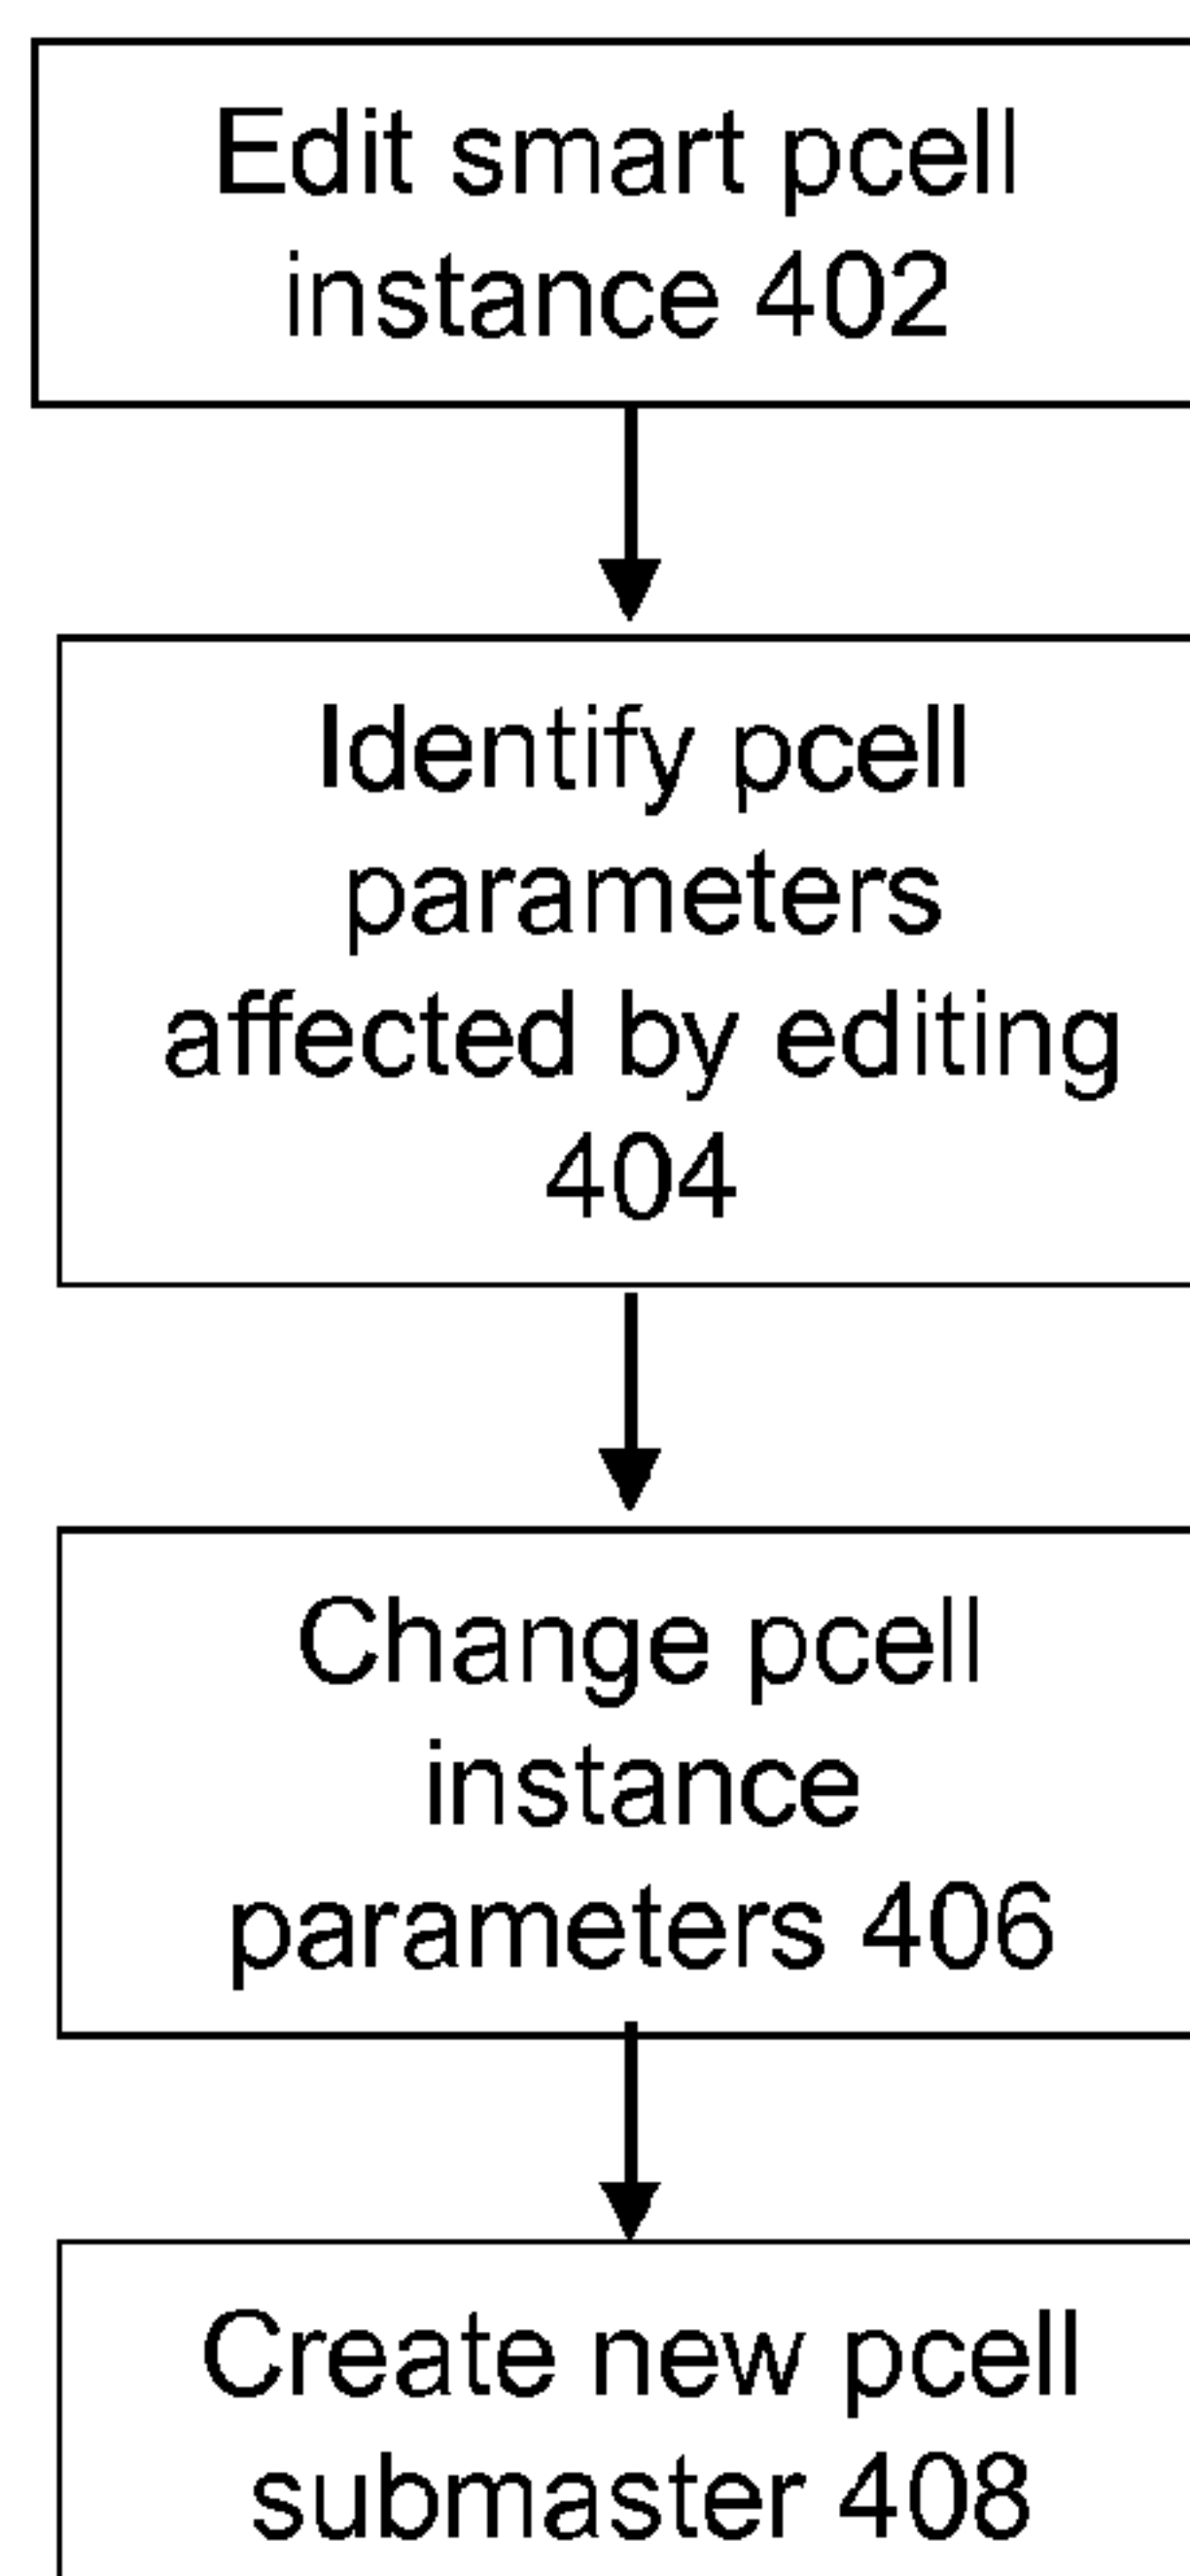 Edit smart pcell
instance 402
Identify pcell
parameters
affected by editing
404
Change pcell
instance
parameters 406
Create new pcell
submaster 408